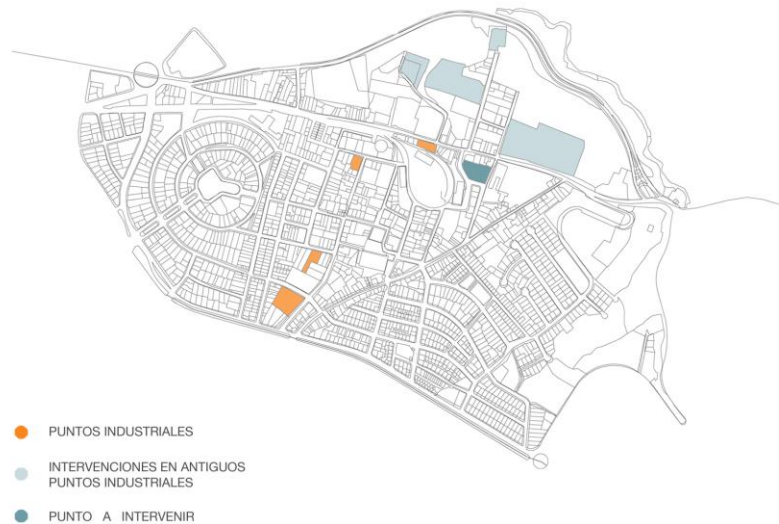 PUNTOS INDUSTRIALES
INTERVENCIONES EN ANTIGUOS
PUNTOS INDUSTRIALES
PUNTO A INTERVENIR